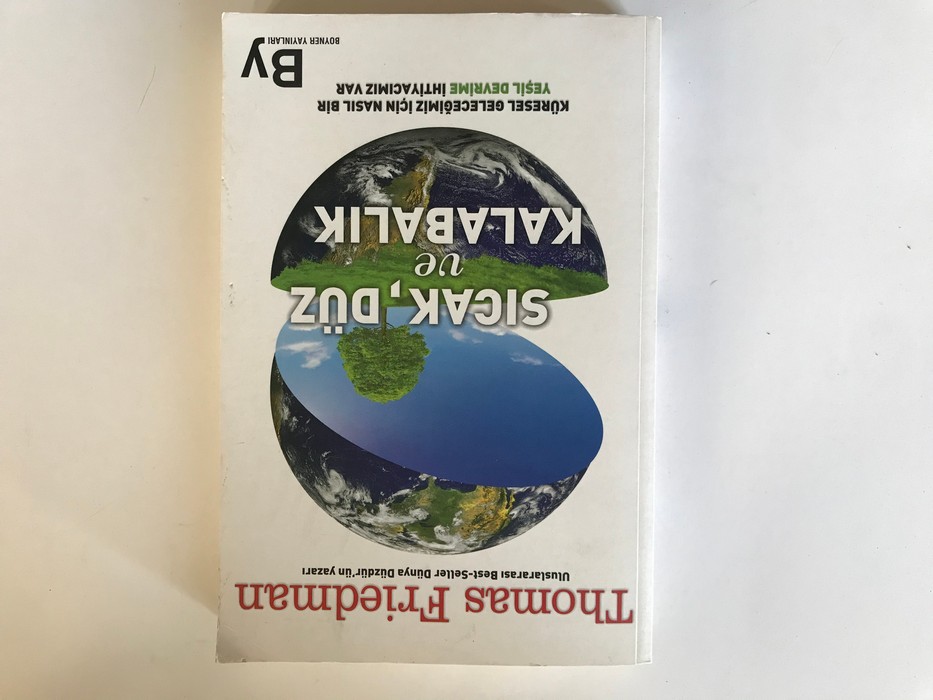 Thomas Friedman
Uluslararası Best-Seller Dünya Düzdür'ün yazarı
SICAK, DÜZ
ve
KALABALIK
KÜRESEL GELECEĞİMİZ İÇİN NASIL BİR
YEŞİL DEVRİME İHTİYACIMIZ VAR
By
BOYNER YAYINLARI